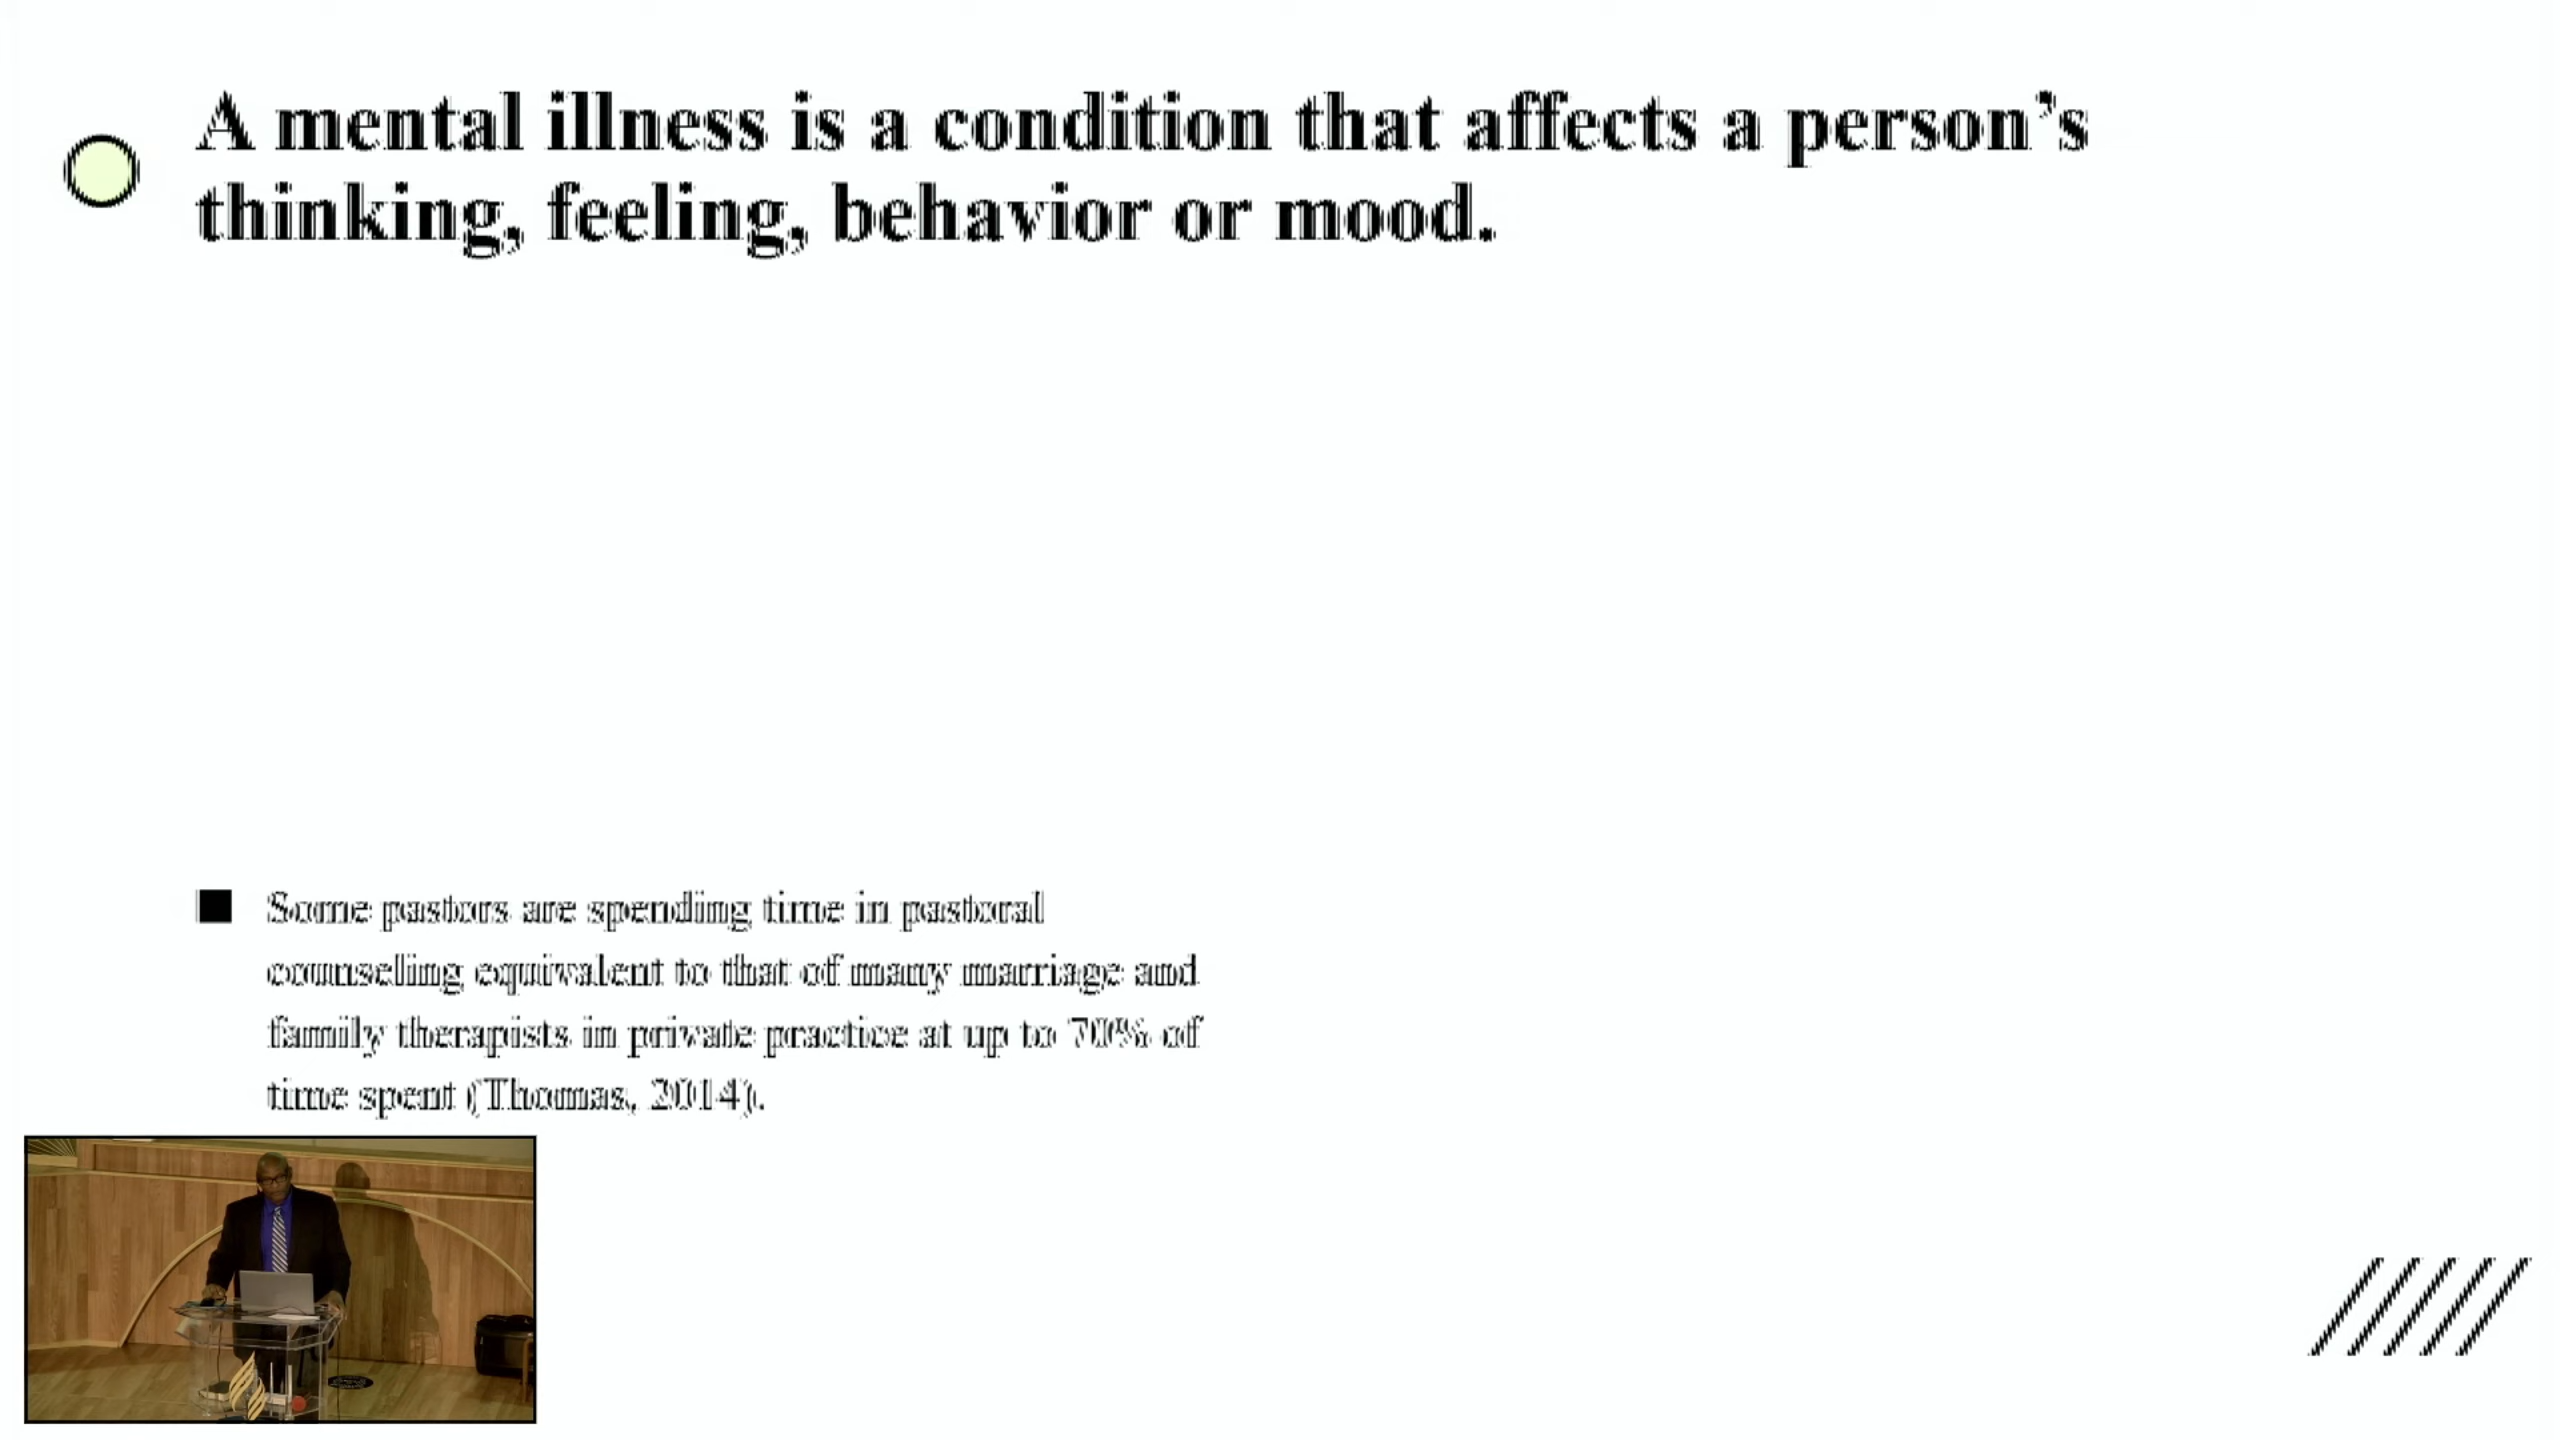 A mental illness is a condition that affects a person’s
thinking, feeling, behavior or mood.
Some pastors are spending time in pastoral
counseling equivalent to that of many marriage and
family therapists in private practice at up to 70% of
time spent (Thomas, 2014).